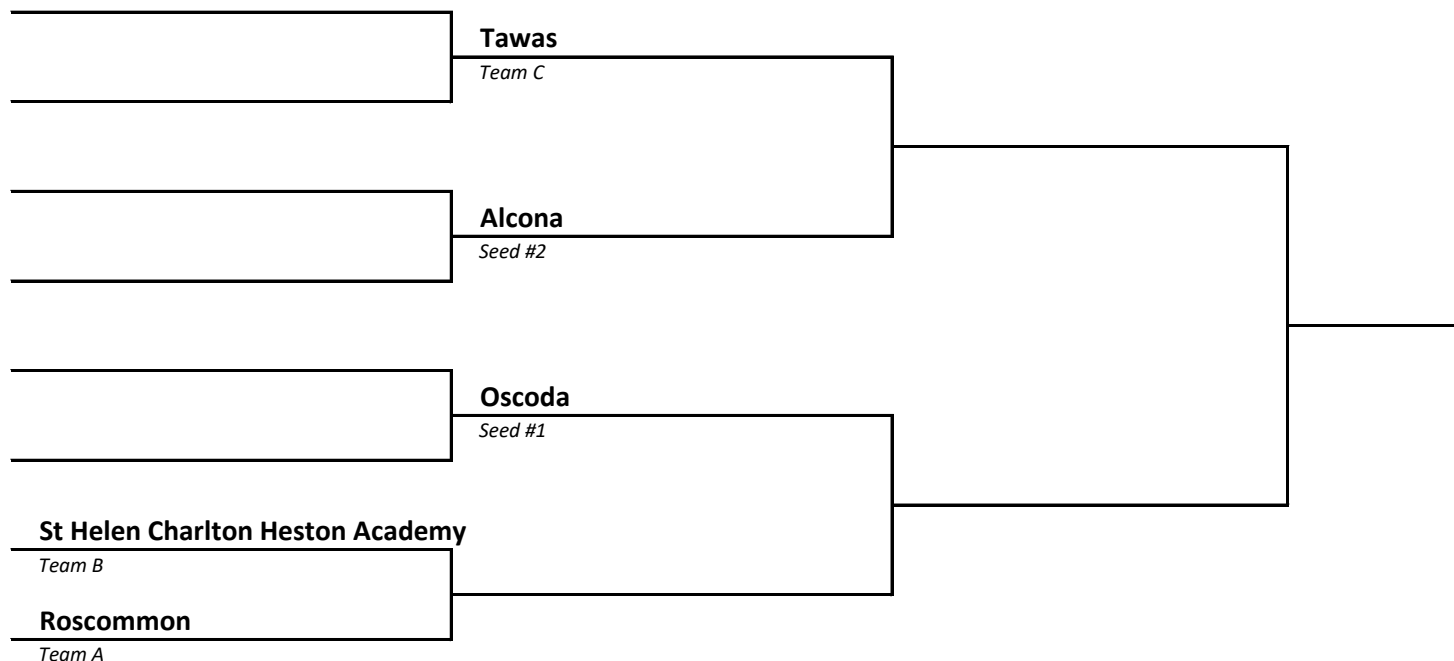 Tawas
Team C
Alcona
Seed #2
Oscoda
Seed #1
St Helen Charlton Heston Academy
Team B
Roscommon
Team A